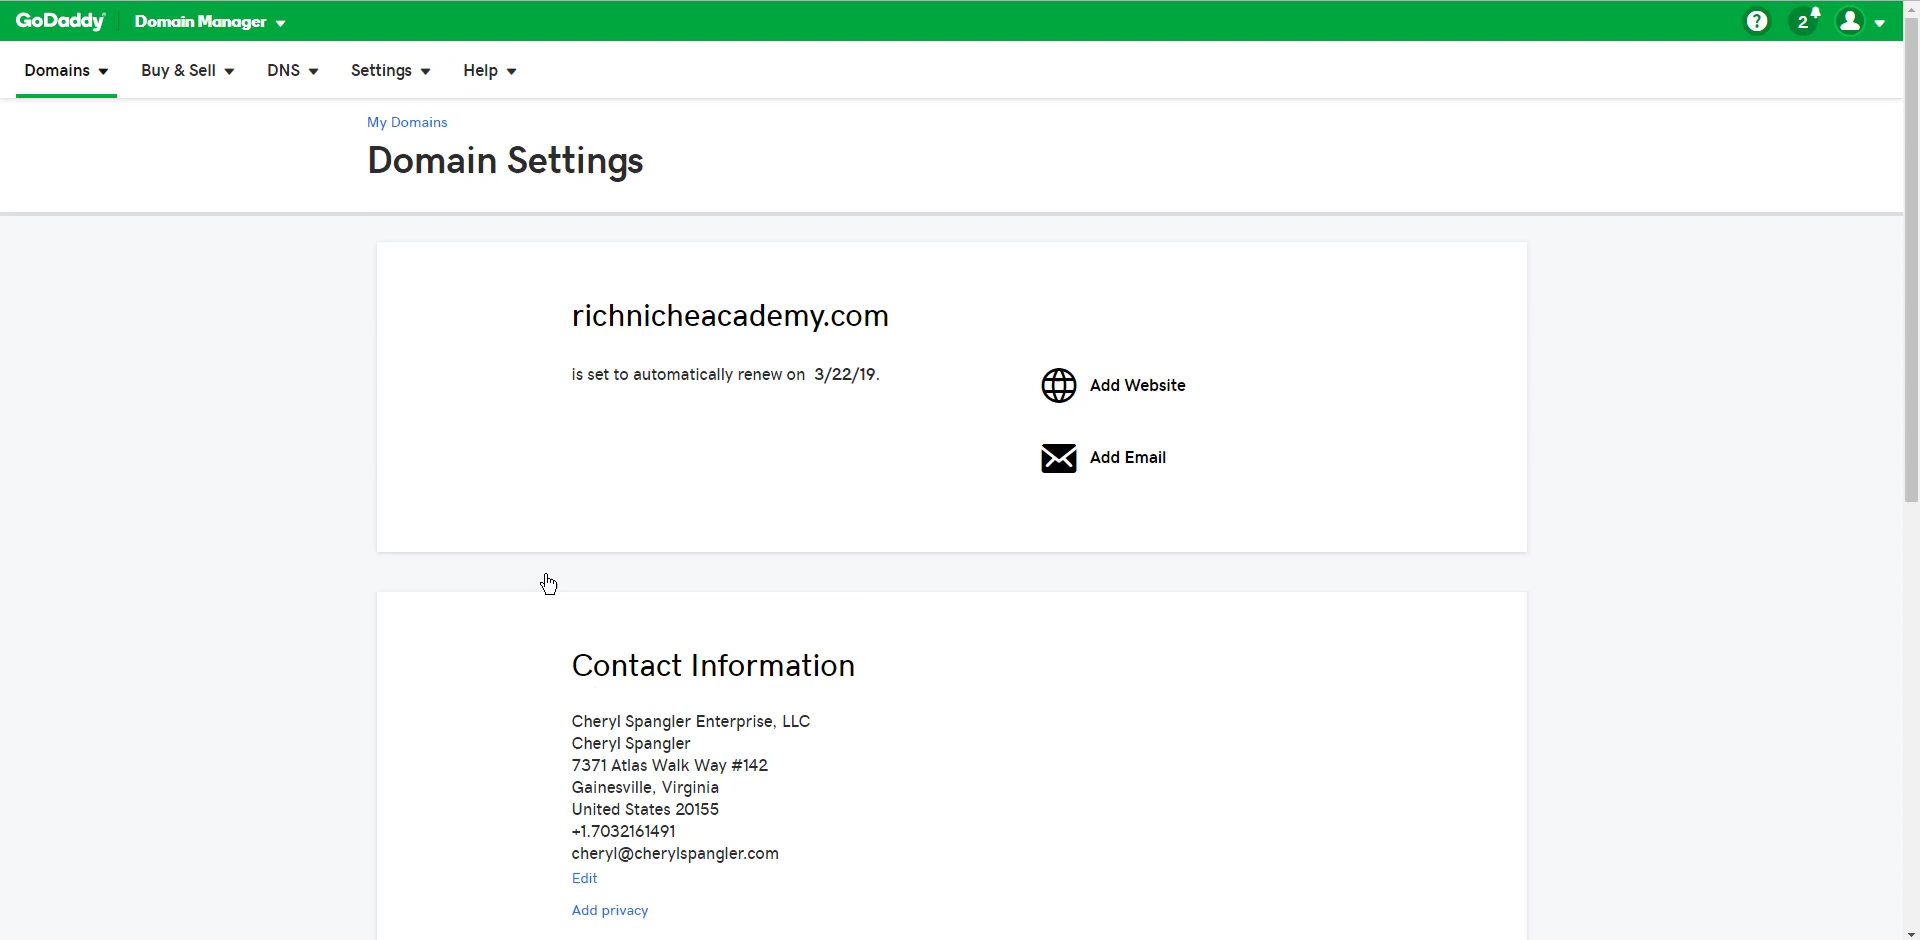 GoDaddy Domain Manager
? 2
Domains Buy & Sell DNS Settings Help
My Domains
Domain Settings
richnicheacademy.com
is set to automatically renew on 3/22/19.
Add Website
Add Email
Contact Information
Cheryl Spangler Enterprise, LLC
Cheryl Spangler
7371 Atlas Walk Way #142
Gainesville, Virginia
United States 20155
+1.7032161491
cheryl@cherylspangler.com
Edit
Add privacy